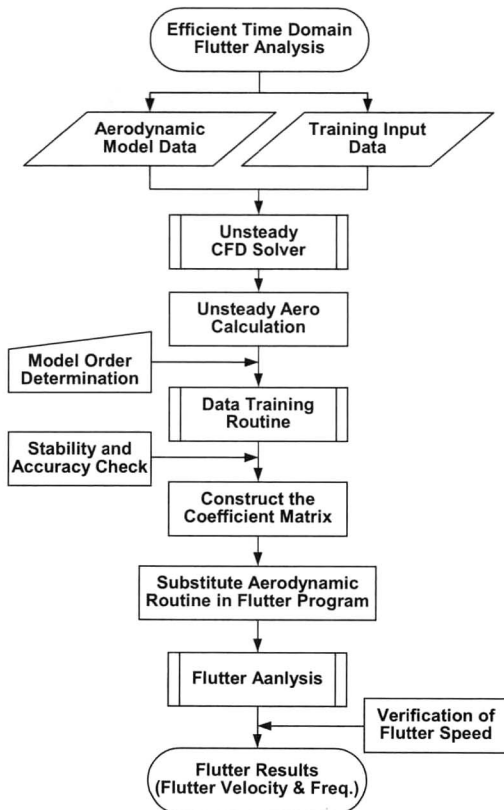 Efficient Time Domain
Flutter Analysis
Aerodynamic
Model Data
Training Input
Data
Unsteady
CFD Solver
Unsteady Aero
Calculation
Model Order
Determination
Data Training
Routine
Stability and
Accuracy Check
Construct the
Coefficient Matrix
Substitute Aerodynamic
Routine in Flutter Program
Flutter Aanlysis
Verification of
Flutter Speed
Flutter Results
(Flutter Velocity & Freq.)